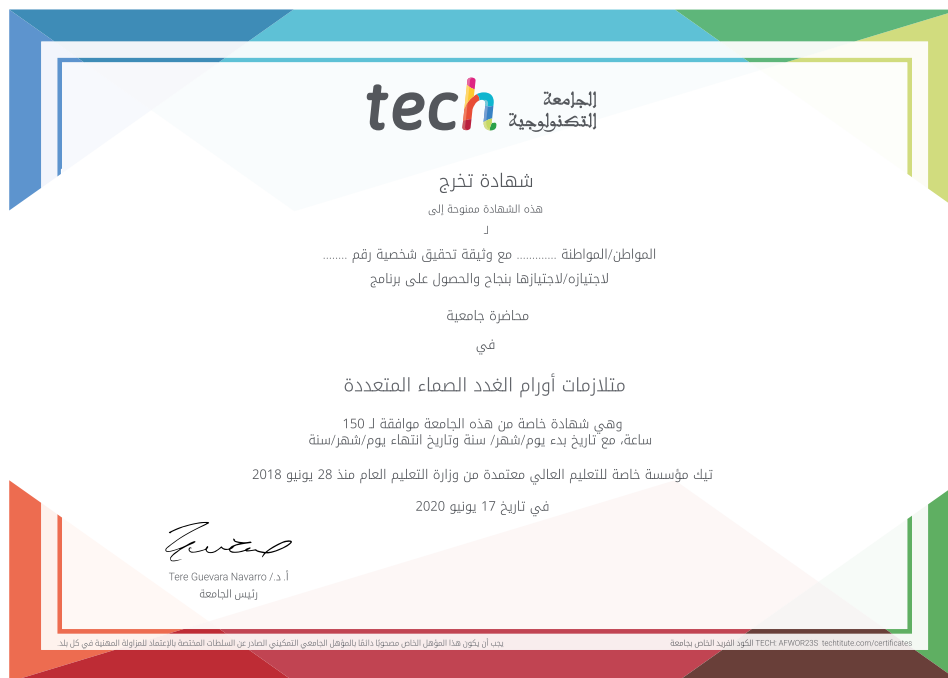 tech الجامعة
التكنولوجية
شهادة تخرج
هذه الشهادة ممنوحة إلى
لـ
المواطن/المواطنة ............ مع وثيقة تحقيق شخصية رقم ........
لاجتيازه/لاجتيازها بنجاح والحصول على برنامج
محاضرة جامعية
في
متلازمات أورام الغدد الصماء المتعددة
وهي شهادة خاصة من هذه الجامعة موافقة لـ 150
ساعة، مع تاريخ بدء يوم/شهر/ سنة وتاريخ انتهاء يوم/شهر/سنة
تيك مؤسسة خاصة للتعليم العالي معتمدة من وزارة التعليم العام منذ 28 يونيو 2018
في تاريخ 17 يونيو 2020
أ. د./ Tere Guevara Navarro
رئيس الجامعة
يجب أن يكون هذا المؤهل الخاص مصحوبًا دائمًا بالمؤهل الجامعي التمكيني الصادر عن السلطات المختصة بالإعتماد للمزاولة المهنية في كل بلد.
الكود الفريد الخاص بجامعة TECH: AFWOR23S techtitute.com/certificates